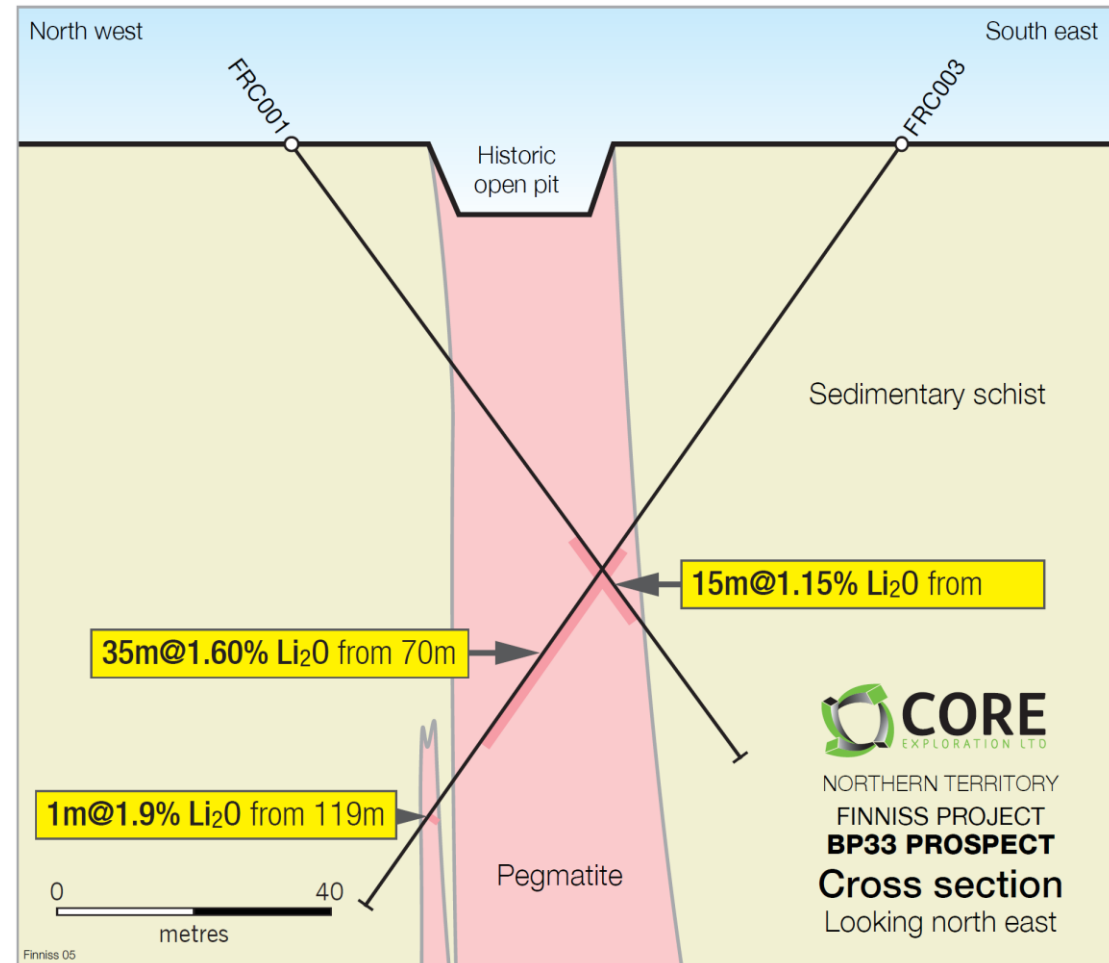 North west
South east
FRC001
FRC003
Historic
open pit
Sedimentary schist
15m@1.15% Li₂O from
35m@1.60% Li₂O from 70m
1m@1.9% Li₂O from 119m
Pegmatite
0 40
metres
CORE
EXPLORATION LTD
NORTHERN TERRITORY
FINNISS PROJECT
BP33 PROSPECT
Cross section
Looking north east
Finniss 05